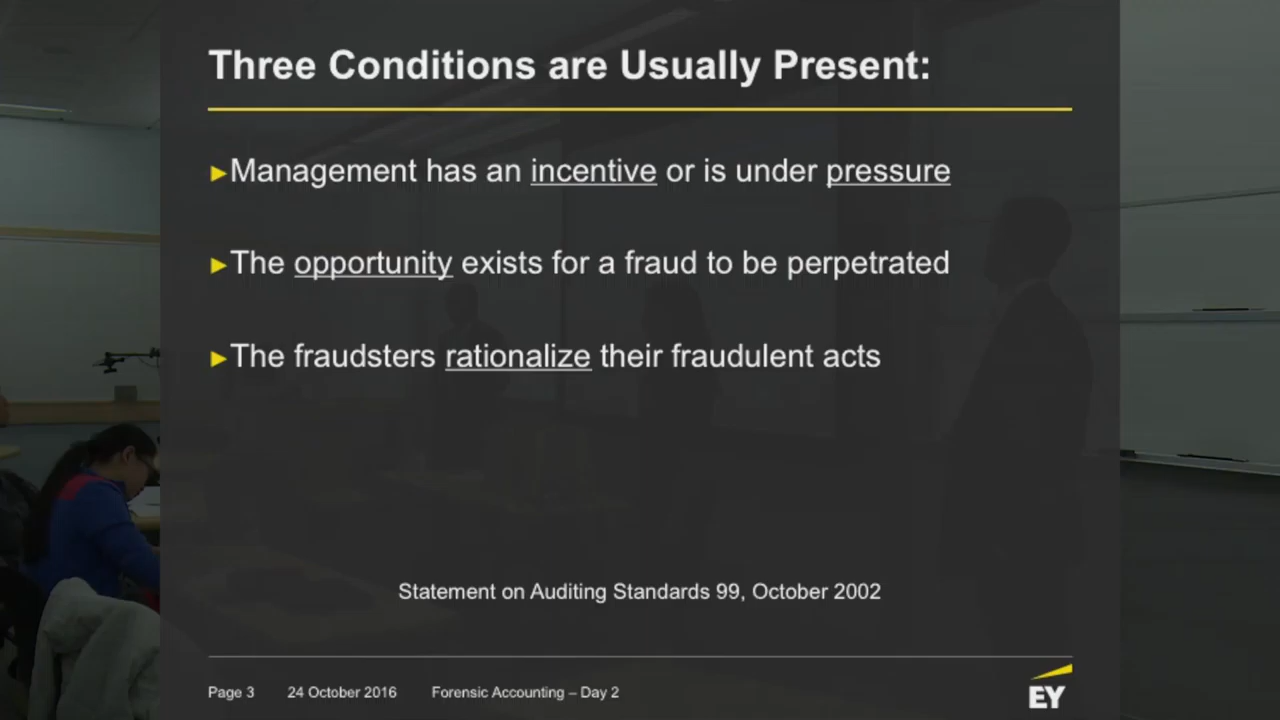 Three Conditions are Usually Present:
►Management has an incentive or is under pressure
►The opportunity exists for a fraud to be perpetrated
►The fraudsters rationalize their fraudulent acts
Statement on Auditing Standards 99, October 2002
Page 3 24 October 2016 Forensic Accounting – Day 2
EY